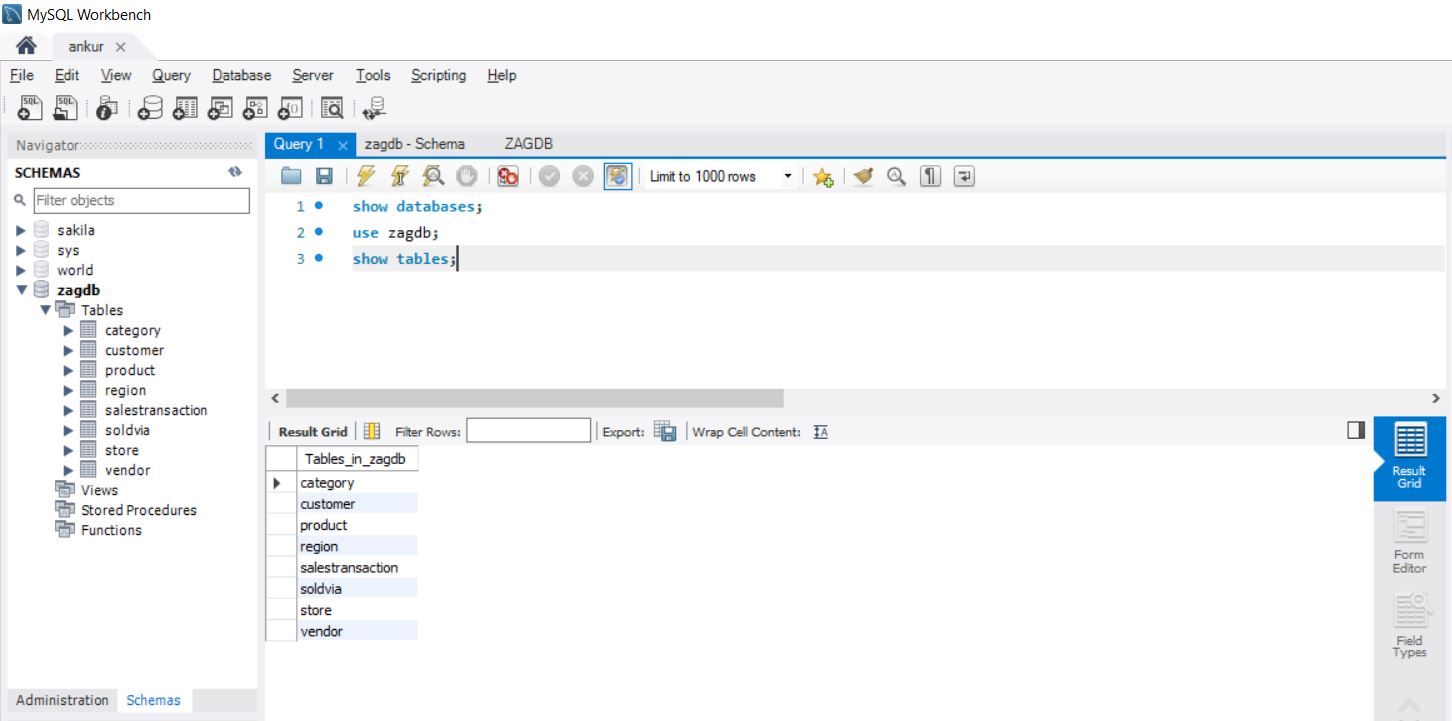 MySQL Workbench
ankur
File Edit View Query Database Server Tools Scripting Help
Navigator
SCHEMAS
Filter objects
sakila
sys
world
zagdb
Tables
category
customer
product
region
salestransaction
soldvia
store
vendor
Views
Stored Procedures
Functions
Administration Schemas
Query 1 zagdb - Schema ZAGDB
Limit to 1000 rows
1 show databases;
2 use zagdb;
3 show tables;
Result Grid Filter Rows: Export: Wrap Cell Content: IA
Tables_in_zagdb
category
customer
product
region
salestransaction
soldvia
store
vendor
Result
Grid
Form
Editor
Field
Types